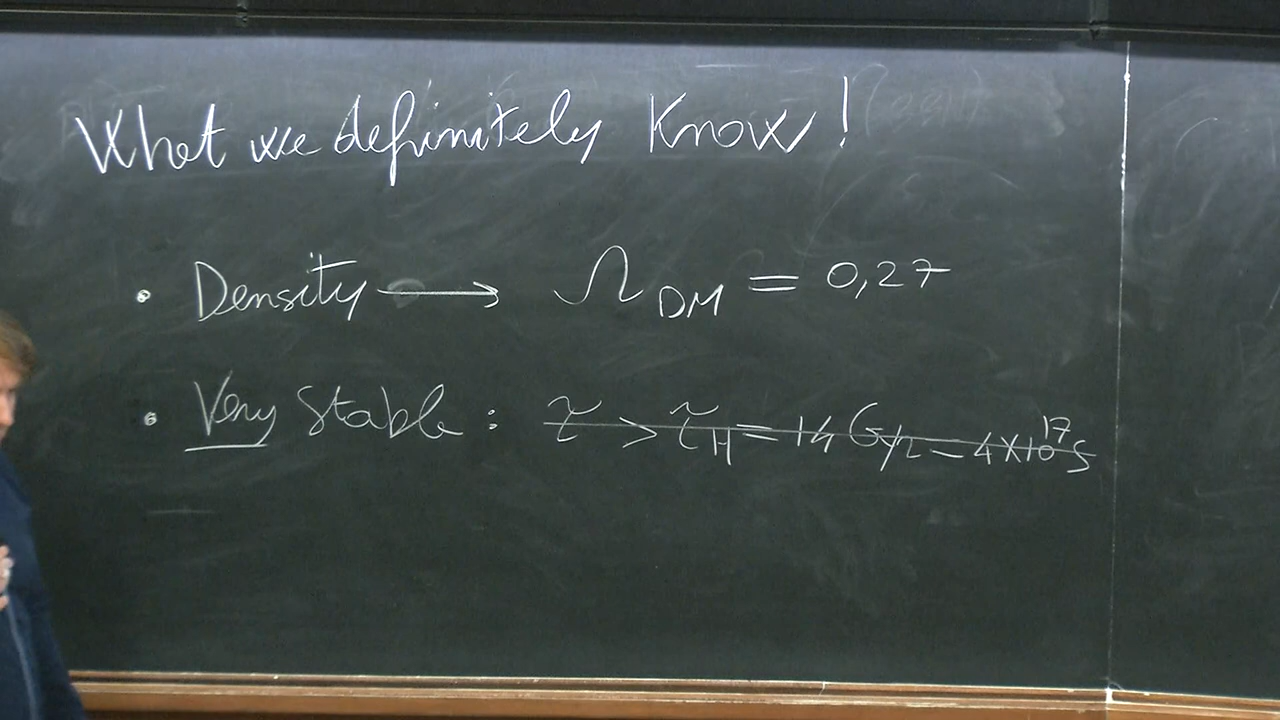 What we definitely Know!
• Density → Ω_DM = 0,27
• Very Stable : τ > τ_H = 14 Gyr = 4×10^17 s